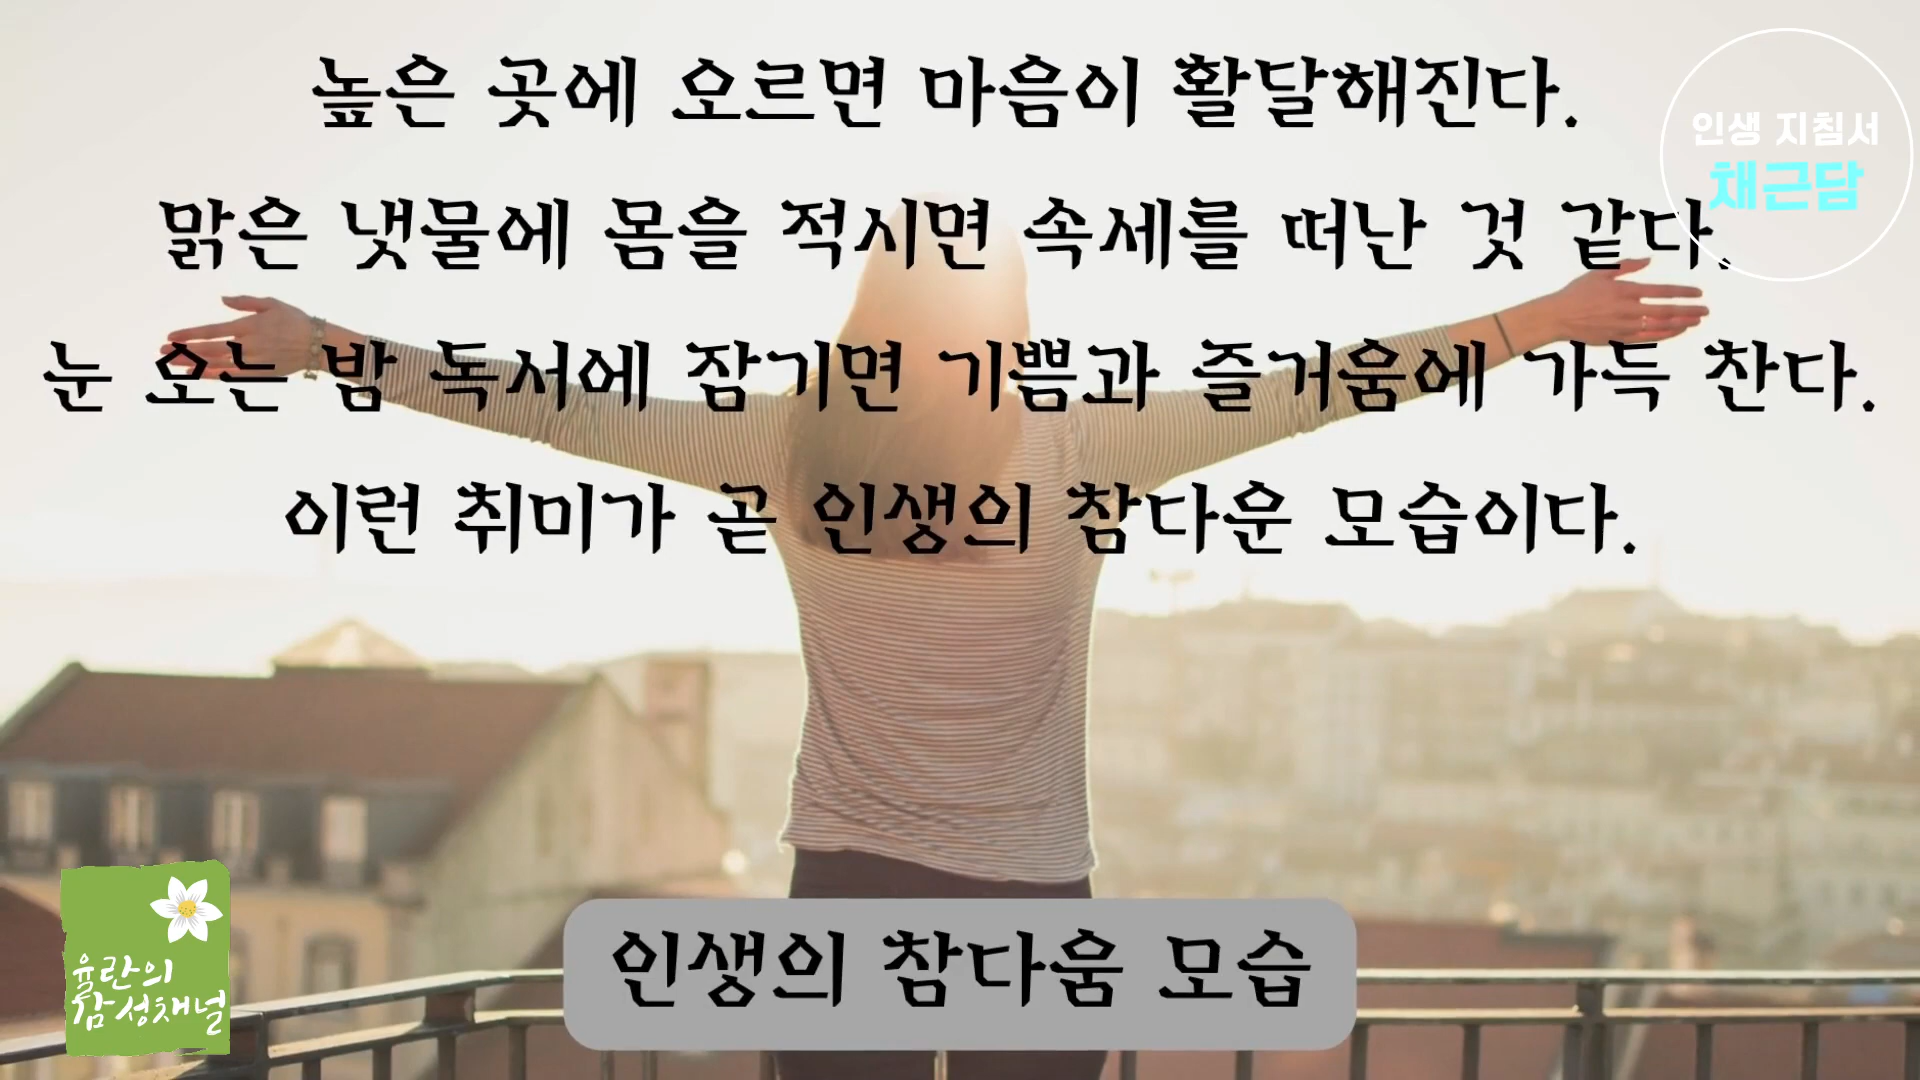 높은 곳에 오르면 마음이 활달해진다.
인생 지침서
채근담
맑은 냇물에 몸을 적시면 속세를 떠난 것 같다.
눈 오는 밤 독서에 잠기면 기쁨과 즐거움에 가득 찬다.
이런 취미가 곧 인생의 참다운 모습이다.
인생의 참다움 모습
율란의
감성채널